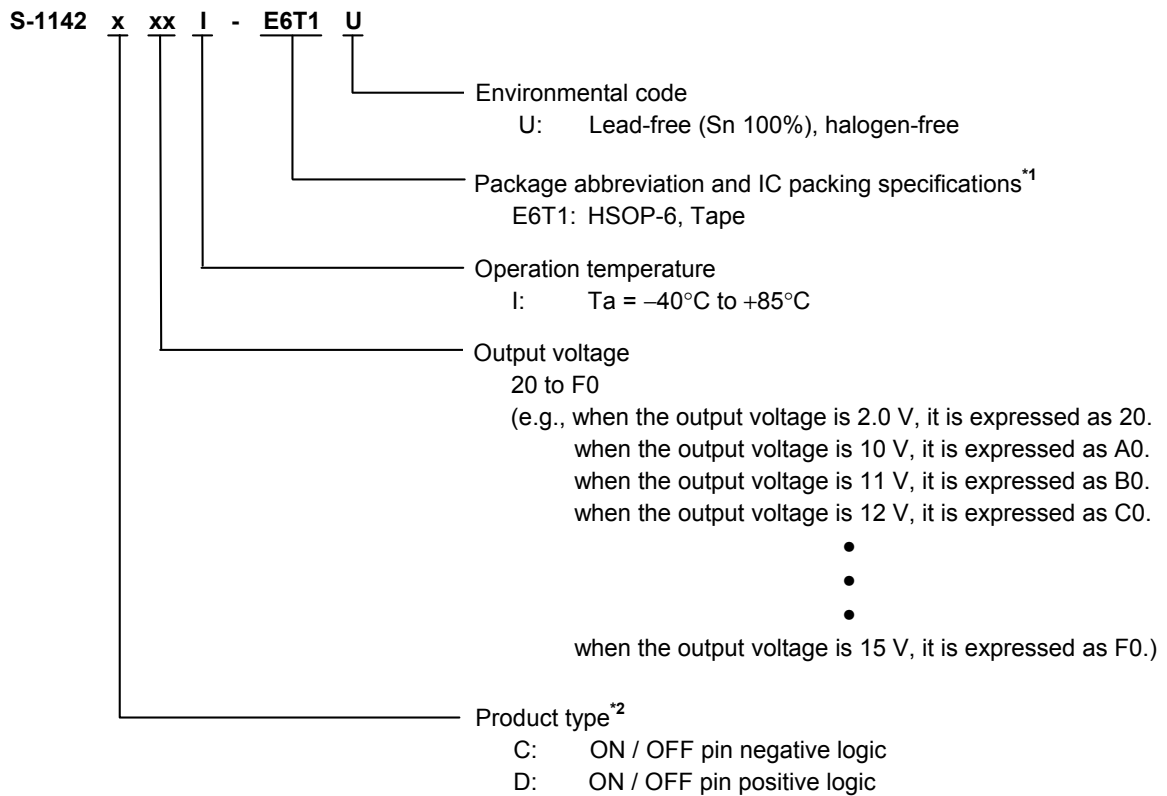 S-1142 x xx I - E6T1 U
Environmental code
U: Lead-free (Sn 100%), halogen-free
Package abbreviation and IC packing specifications*1
E6T1: HSOP-6, Tape
Operation temperature
I: Ta = −40°C to +85°C
Output voltage
20 to F0
(e.g., when the output voltage is 2.0 V, it is expressed as 20.
when the output voltage is 10 V, it is expressed as A0.
when the output voltage is 11 V, it is expressed as B0.
when the output voltage is 12 V, it is expressed as C0.
•
•
•
when the output voltage is 15 V, it is expressed as F0.)
Product type*2
C: ON / OFF pin negative logic
D: ON / OFF pin positive logic